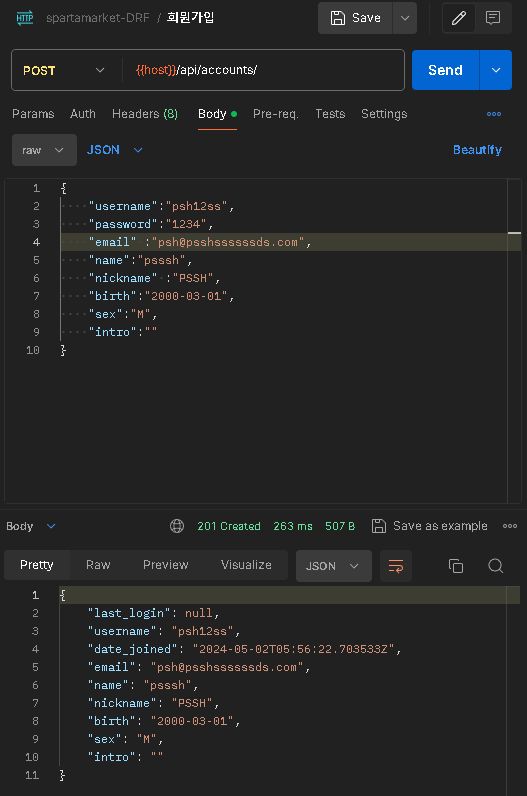 HTTP spartamarket-DRF / 회원가입 Save
POST {{host}}/api/accounts/ Send
Params Auth Headers (8) Body Pre-req. Tests Settings
raw JSON Beautify
1 {
2 "username":"psh12ss",
3 "password":"1234",
4 "email" :"psh@psshssssssds.com",
5 "name":"psssh",
6 "nickname" :"PSSH",
7 "birth":"2000-03-01",
8 "sex":"M",
9 "intro":""
10 }
Body 201 Created 263 ms 507 B Save as example
Pretty Raw Preview Visualize JSON
1 {
2 "last_login": null,
3 "username": "psh12ss",
4 "date_joined": "2024-05-02T05:56:22.703533Z",
5 "email": "psh@psshssssssds.com",
6 "name": "psssh",
7 "nickname": "PSSH",
8 "birth": "2000-03-01",
9 "sex": "M",
10 "intro": ""
11 }